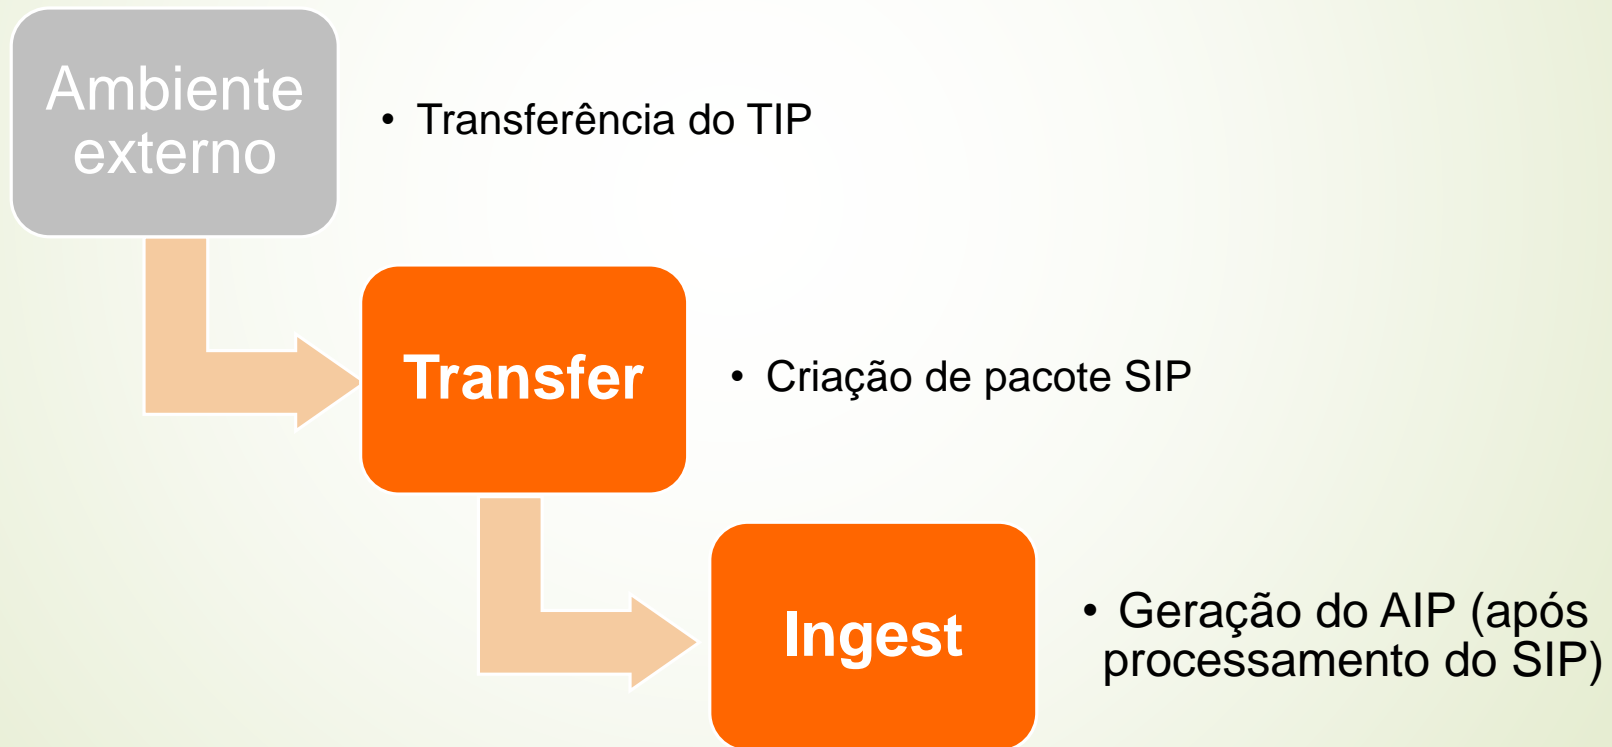 Ambiente
externo
• Transferência do TIP
Transfer
• Criação de pacote SIP
Ingest
• Geração do AIP (após
processamento do SIP)